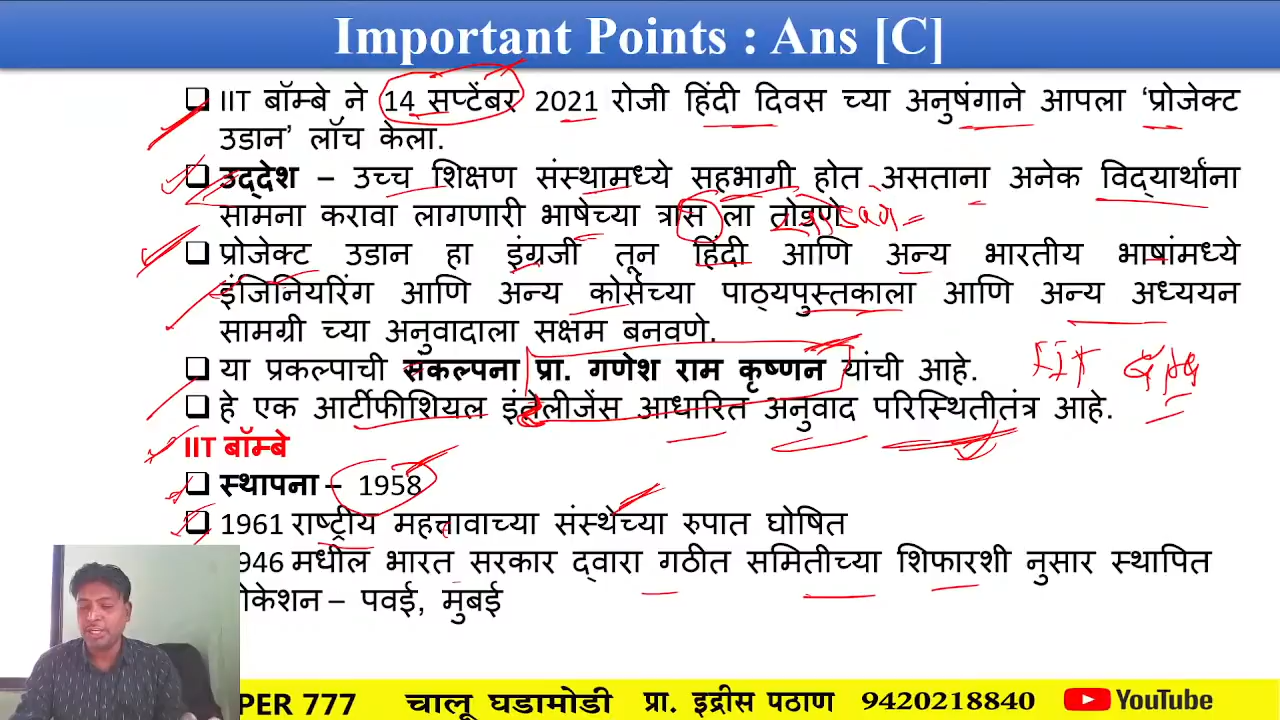 Important Points : Ans [C]
IIT बॉम्बे ने 14 सप्टेंबर 2021 रोजी हिंदी दिवस च्या अनुषंगाने आपला ‘प्रोजेक्ट
उडान’ लॉच केला.
उद्देश – उच्च शिक्षण संस्थामध्ये सहभागी होत असताना अनेक विद्यार्थांना
सामना करावा लागणारी भाषेच्या त्रास ला तोडणे
प्रोजेक्ट उडान हा इंग्रजी तून हिंदी आणि अन्य भारतीय भाषांमध्ये
इंजिनियरिंग आणि अन्य कोर्सच्या पाठ्यपुस्तकाला आणि अन्य अध्ययन
सामग्री च्या अनुवादाला सक्षम बनवणे.
या प्रकल्पाची संकल्पना प्रा. गणेश राम कृष्णन यांची आहे.
हे एक आर्टीफीशियल इंतेलीजेंस आधारित अनुवाद परिस्थितीतंत्र आहे.
IIT बॉम्बे
स्थापना – 1958
1961 राष्ट्रीय महत्तावाच्या संस्थेच्या रुपात घोषित
946 मधील भारत सरकार द्वारा गठीत समितीच्या शिफारशी नुसार स्थापित
ोकेशन – पवई, मुबई
PER 777 चालू घडामोडी प्रा. इद्रीस पठाण 9420218840 YouTube